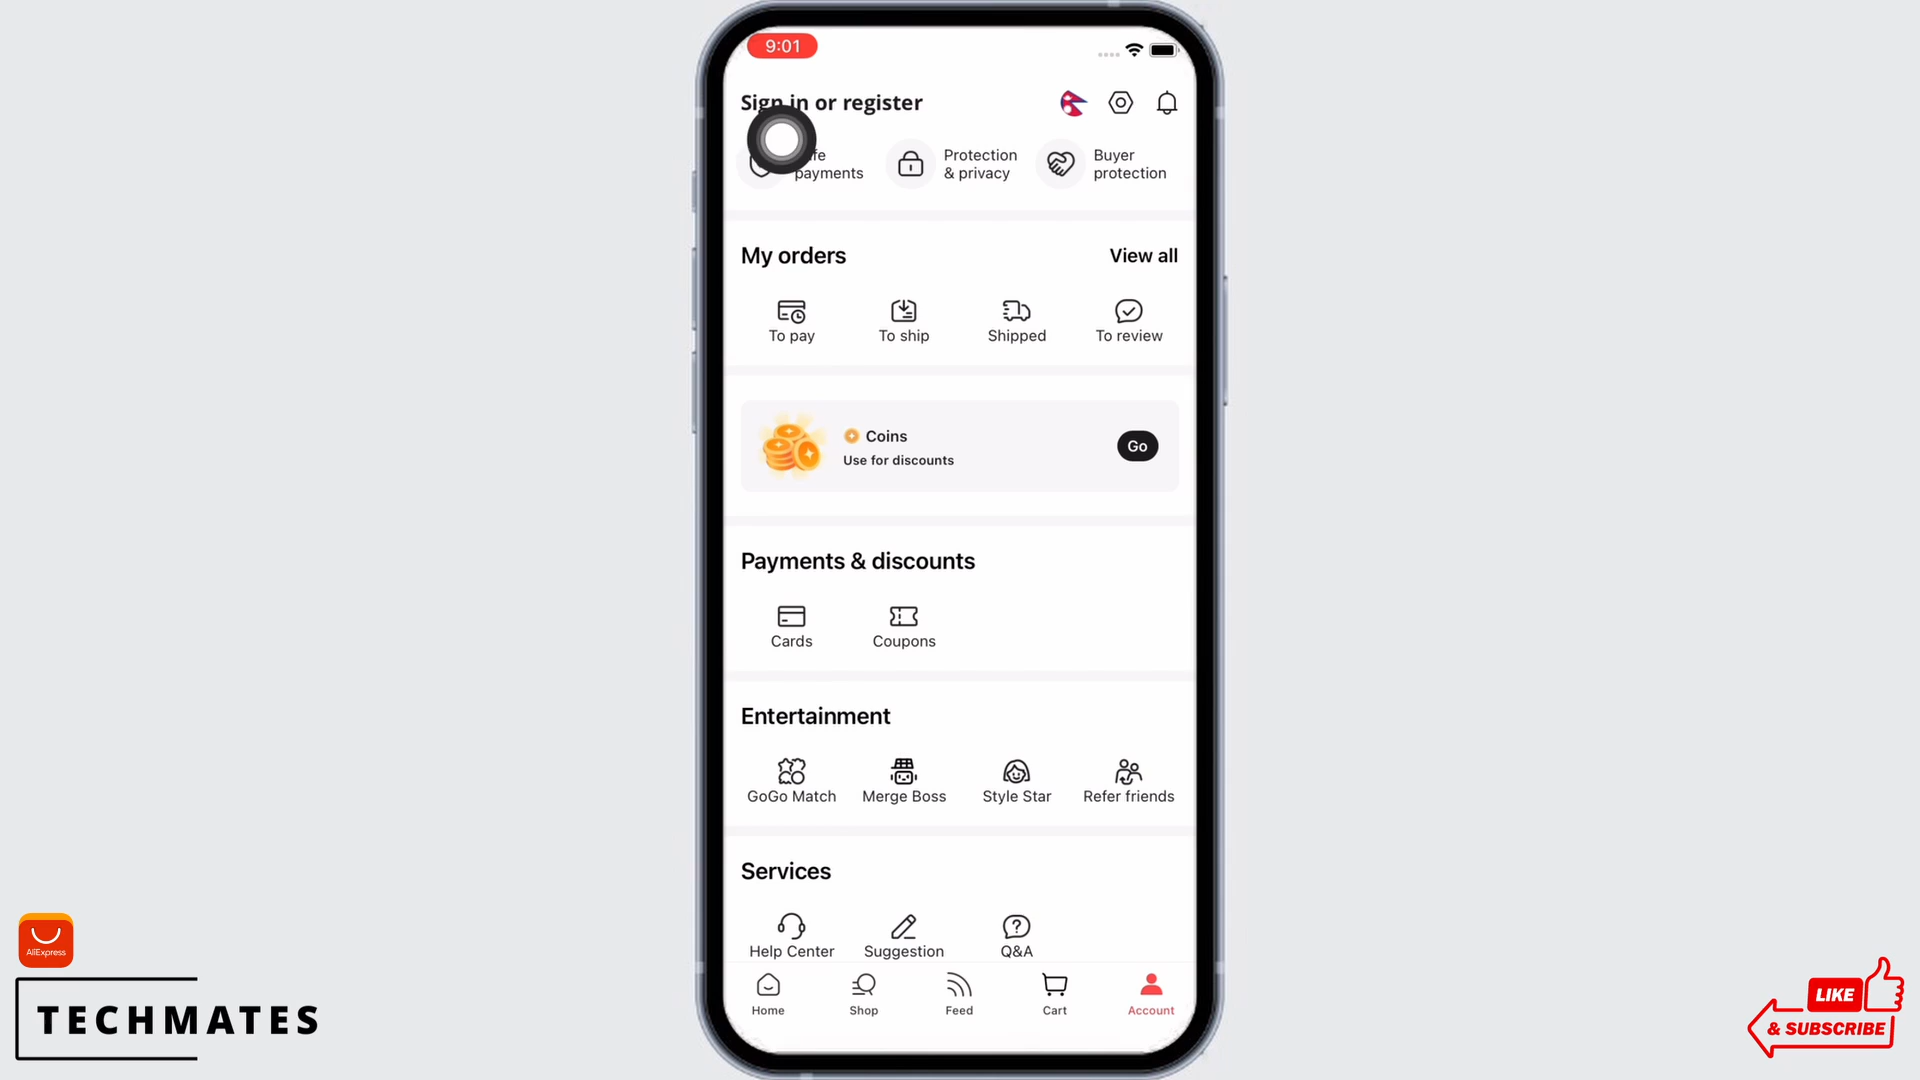 9:01
Sign in or register
payments
Protection
& privacy
Buyer
protection
My orders
View all
To pay
To ship
Shipped
To review
Coins
Use for discounts
Go
Payments & discounts
Cards
Coupons
Entertainment
GoGo Match
Merge Boss
Style Star
Refer friends
Services
Help Center
Suggestion
Q&A
Home
Shop
Feed
Cart
Account
AliExpress
TECHMATES
LIKE
& SUBSCRIBE